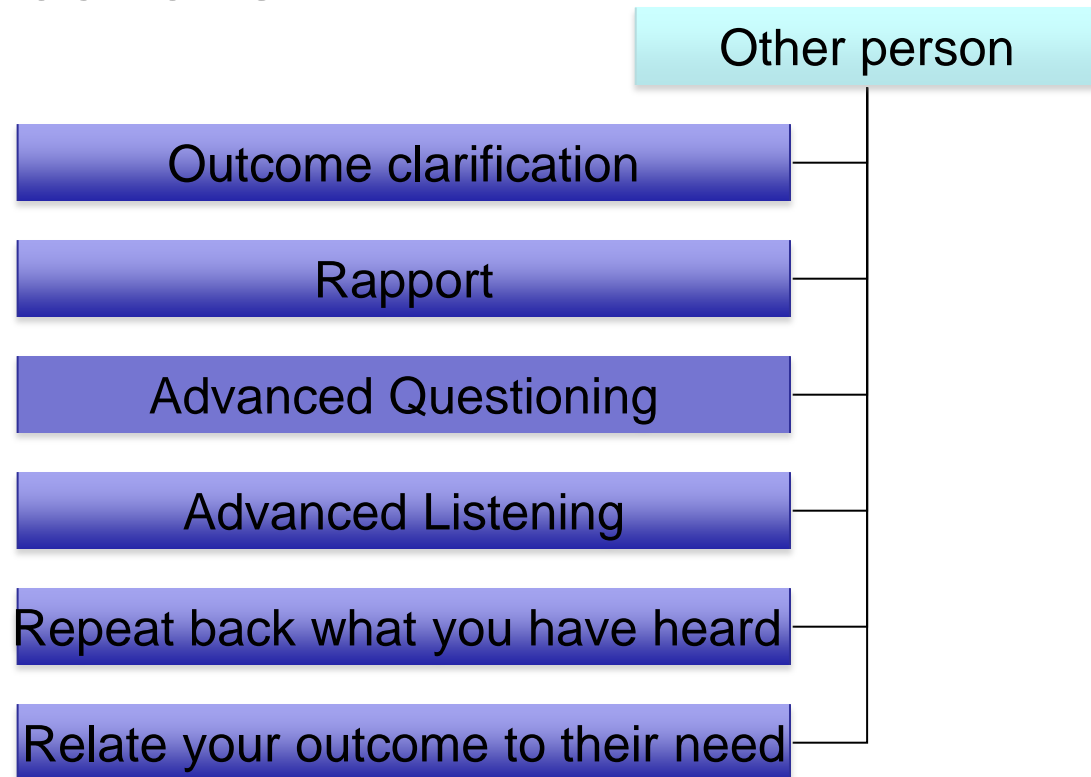 Other person
Outcome clarification
Rapport
Advanced Questioning
Advanced Listening
Repeat back what you have heard
Relate your outcome to their need